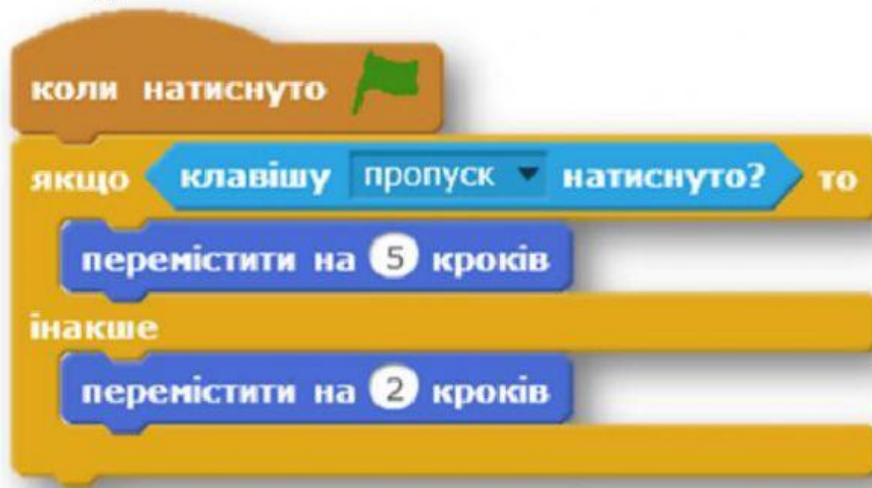 коли натиснуто
якщо клавішу пропуск натиснуто? то
перемістити на 5 кроків
інакше
перемістити на 2 кроків